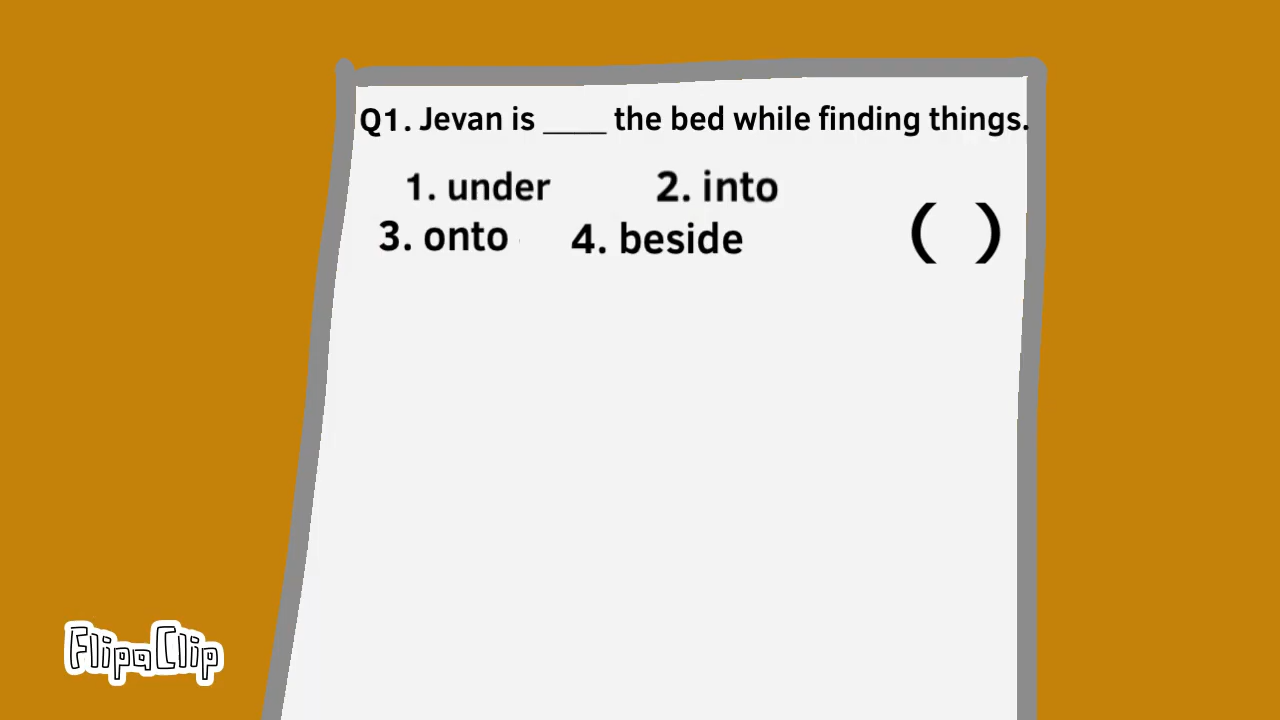 Q1. Jevan is ____ the bed while finding things.
1. under 2. into
3. onto 4. beside ( )
FlipaClip